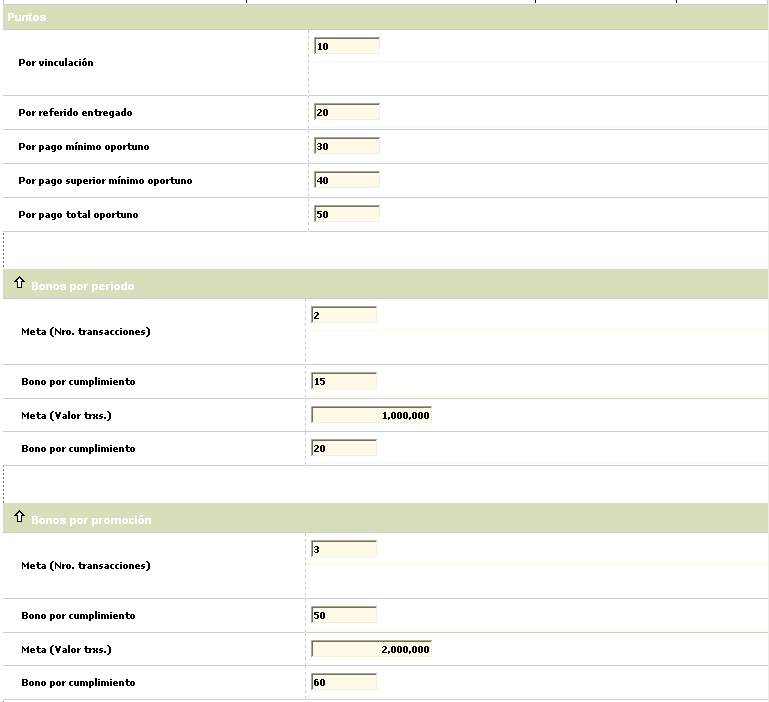 Puntos
Por vinculación 10
Por referido entregado 20
Por pago mínimo oportuno 30
Por pago superior mínimo oportuno 40
Por pago total oportuno 50
Bonos por periodo
Meta (Nro. transacciones) 2
Bono por cumplimiento 15
Meta (Valor trxs.) 1,000,000
Bono por cumplimiento 20
Bonos por promoción
Meta (Nro. transacciones) 3
Bono por cumplimiento 50
Meta (Valor trxs.) 2,000,000
Bono por cumplimiento 60